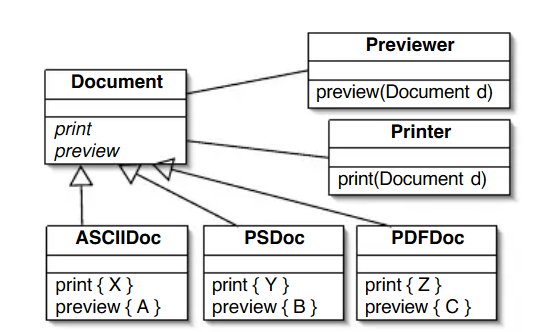 Previewer
preview(Document d)
Document
print
preview
Printer
print(Document d)
ASCIIDoc
print { X }
preview { A }
PSDoc
print { Y }
preview { B }
PDFDoc
print { Z }
preview { C }